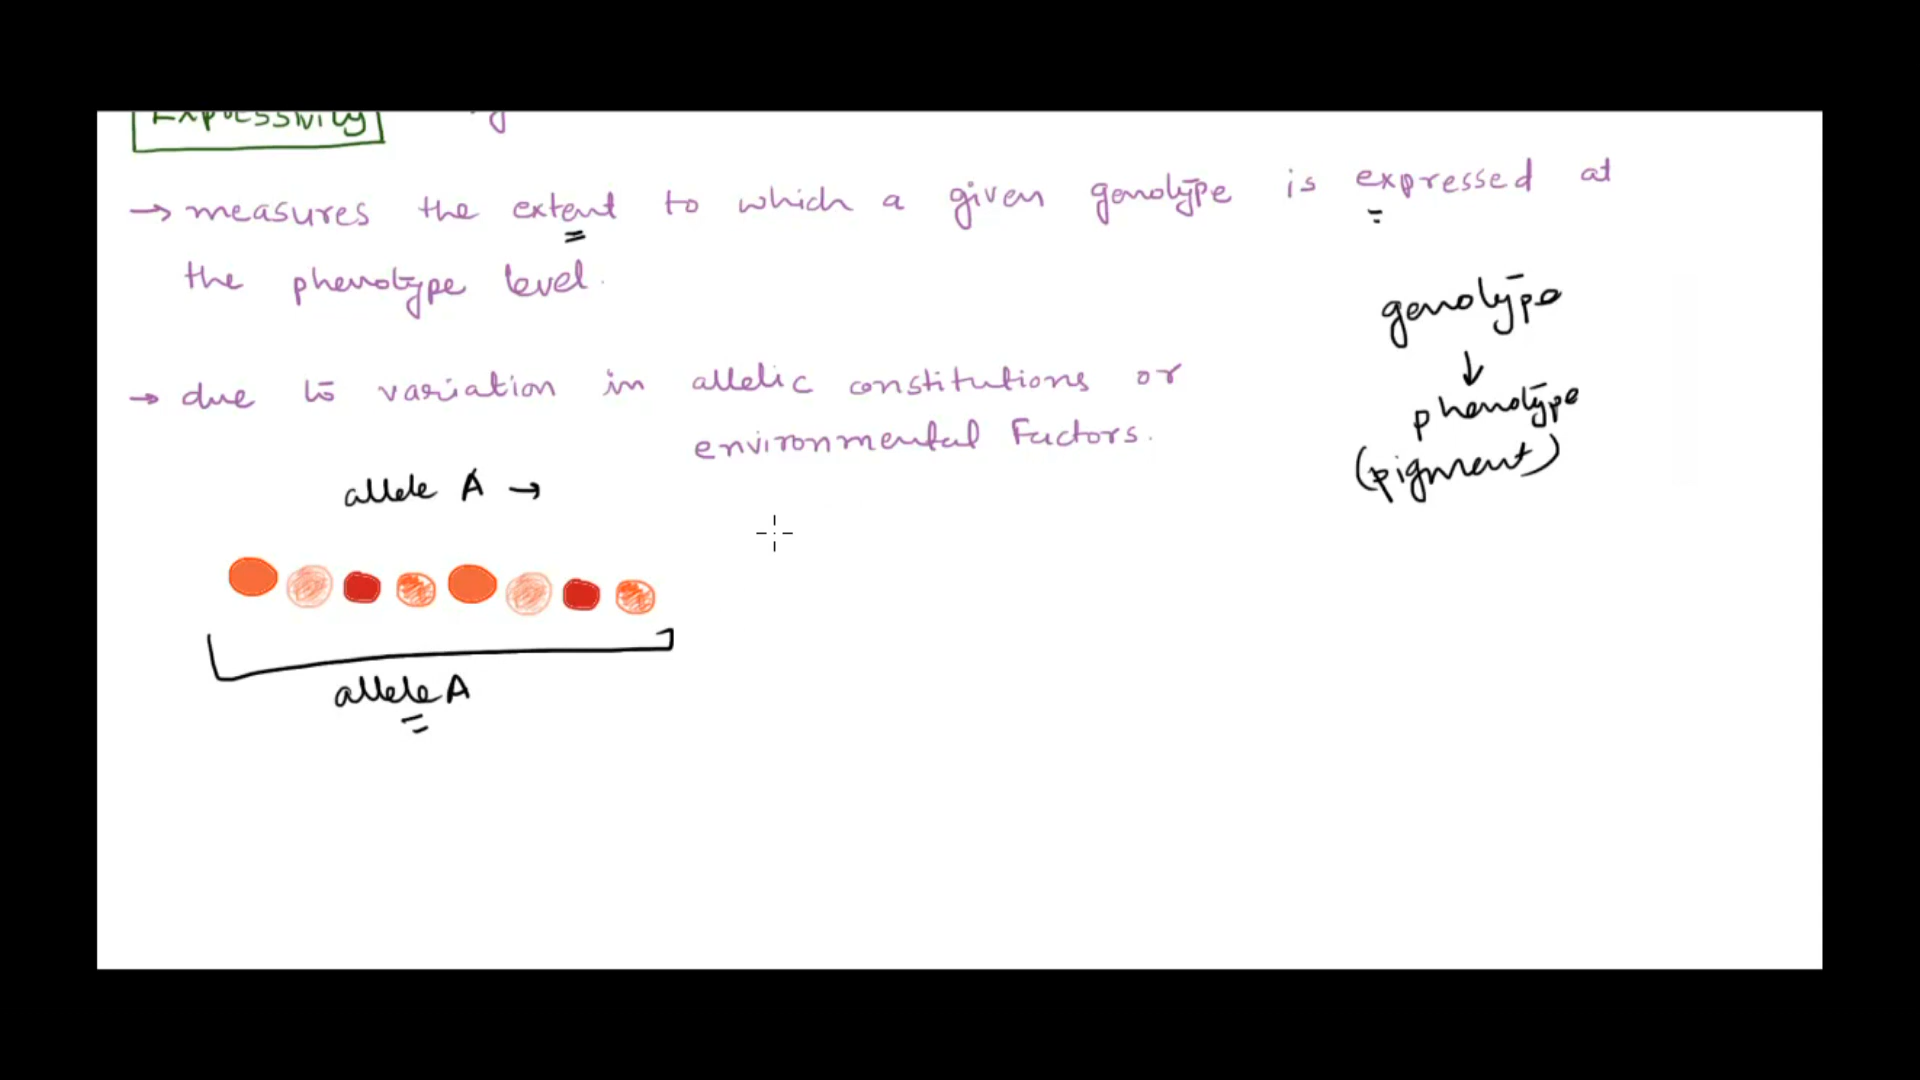 Expressivity
→ measures the extent to which a given genotype is expressed at
the phenotype level.
genotype
↓
phenotype
(pigment)
→ due to variation in allelic constitutions or
environmental Factors.
allele A →
allele A